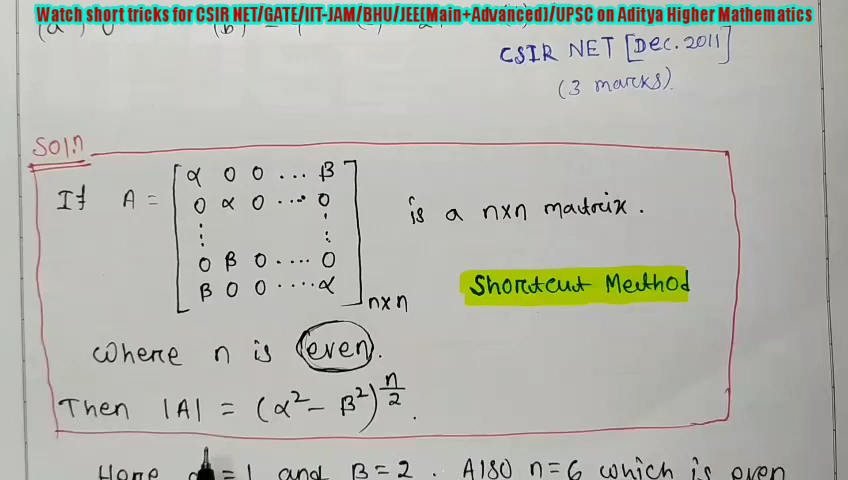 Watch short tricks for CSIR NET/GATE/IIT-JAM/BHU/JEE(Main+Advanced)/UPSC on Aditya Higher Mathematics
CSIR NET [Dec. 2011]
(3 marks).
Soln
If A = [α 0 0 ... β
0 α 0 ... 0
⋮ ⋮
0 β 0 .... 0
β 0 0 .... α] n×n is a n×n matrix.
Shortcut Method
Where n is even.
Then |A| = (α² - β²)^(n/2).
Here = 1 and β = 2. Also n = 6 which is even